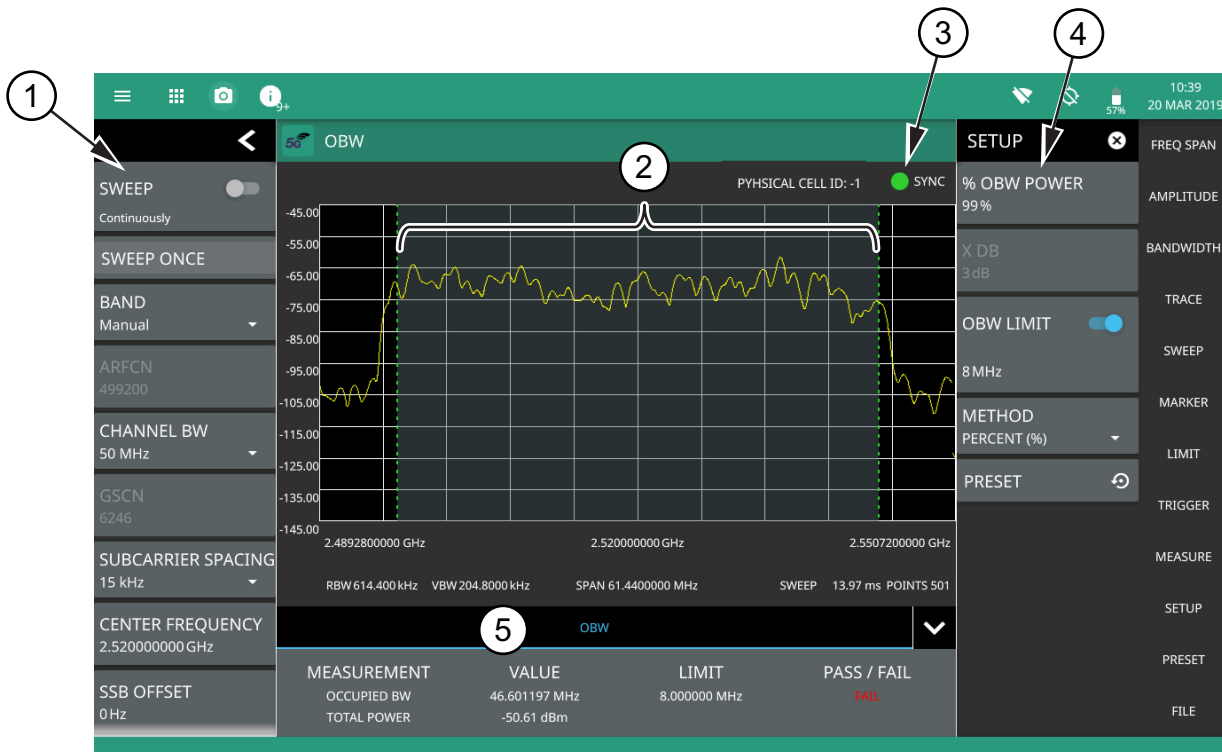 3
4
1
9+
57%
10:39
20 MAR 2019
5G
OBW
SETUP
FREQ SPAN
AMPLITUDE
BANDWIDTH
TRACE
SWEEP
MARKER
LIMIT
TRIGGER
MEASURE
SETUP
PRESET
FILE
SWEEP
Continuously
SWEEP ONCE
BAND
Manual
ARFCN
499200
CHANNEL BW
50 MHz
GSCN
6246
SUBCARRIER SPACING
15 kHz
CENTER FREQUENCY
2.520000000 GHz
SSB OFFSET
0 Hz
2
PYHSICAL CELL ID: -1
SYNC
-45.00
-55.00
-65.00
-75.00
-85.00
-95.00
-105.00
-115.00
-125.00
-135.00
-145.00
2.4892800000 GHz
2.520000000 GHz
2.5507200000 GHz
RBW 614.400 kHz
VBW 204.8000 kHz
SPAN 61.4400000 MHz
SWEEP 13.97 ms
POINTS 501
5
OBW
MEASUREMENT VALUE LIMIT PASS / FAIL
OCCUPIED BW 46.601197 MHz 8.000000 MHz FAIL
TOTAL POWER -50.61 dBm
% OBW POWER
99 %
X DB
3 dB
OBW LIMIT
8 MHz
METHOD
PERCENT (%)
PRESET